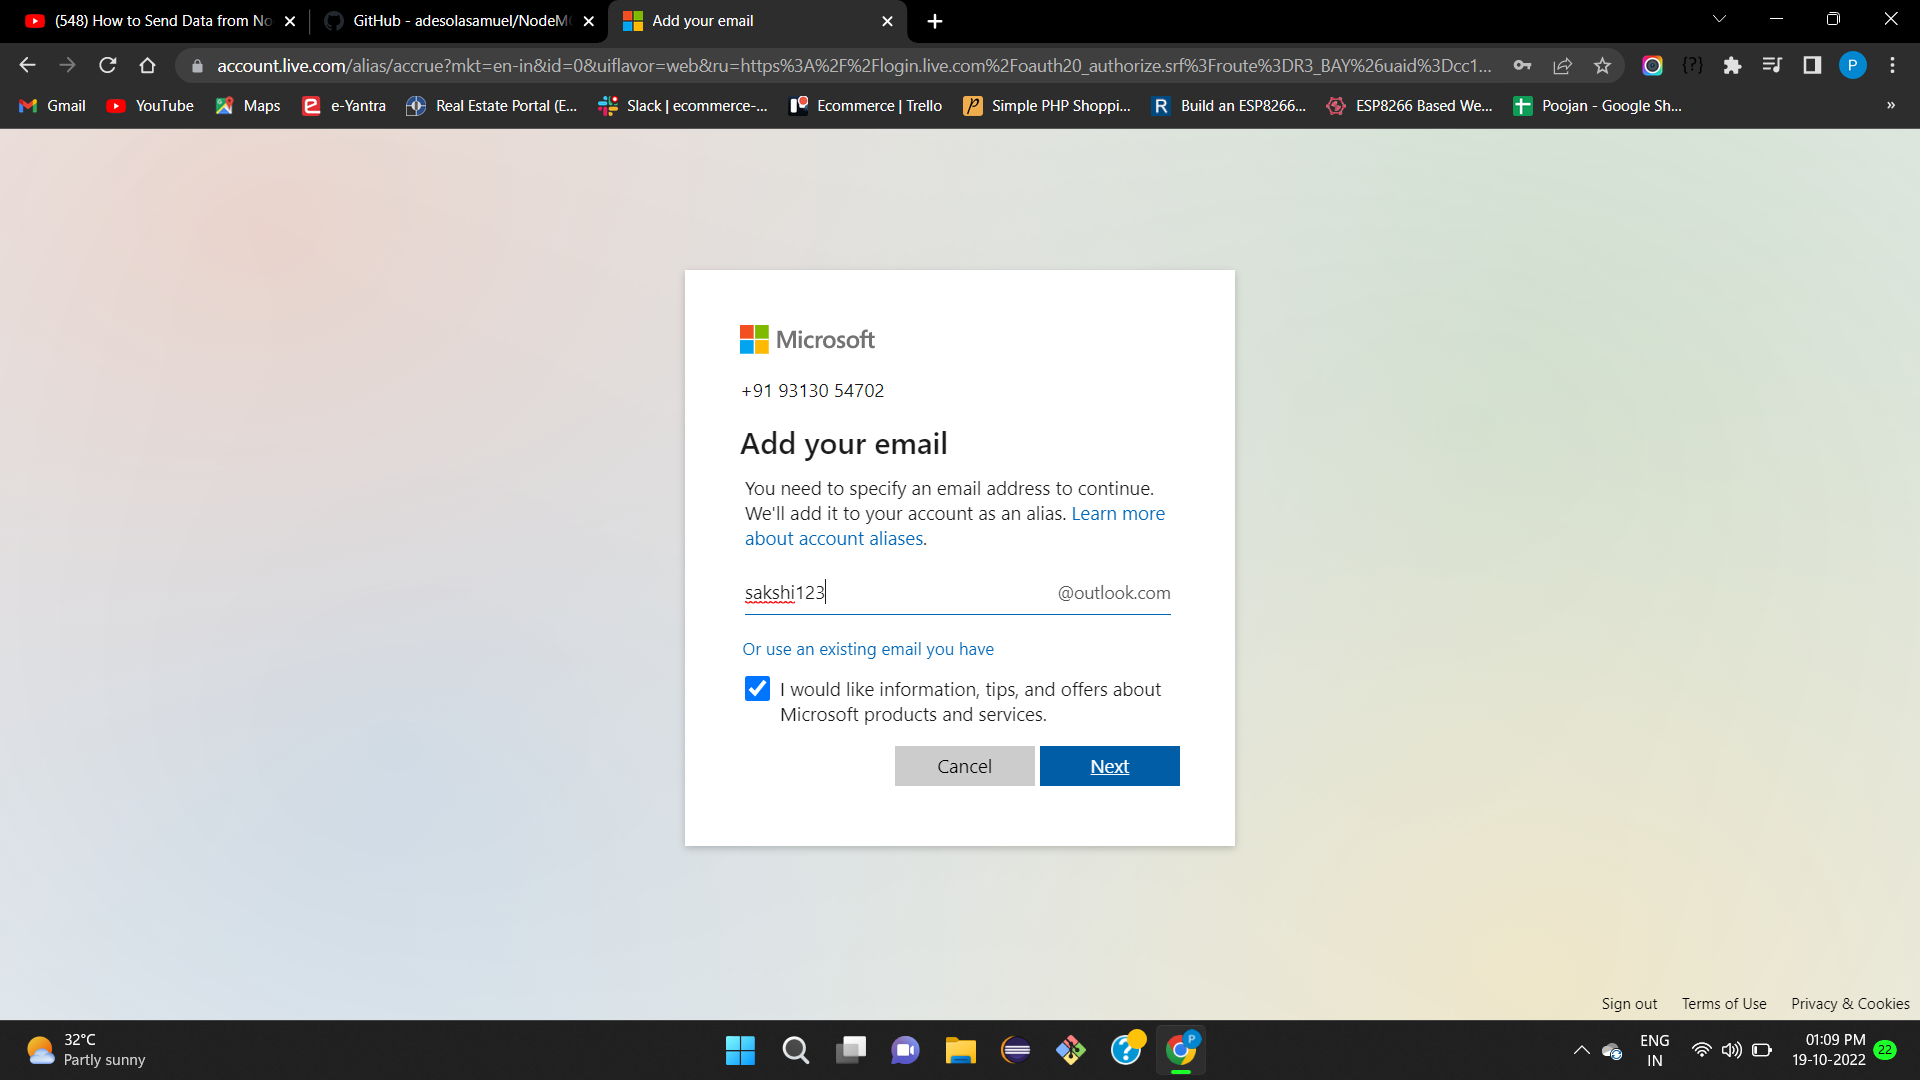 (548) How to Send Data from No
GitHub - adesolasamuel/NodeM
Add your email
account.live.com/alias/accrue?mkt=en-in&id=0&uiflavor=web&ru=https%3A%2F%2Flogin.live.com%2Foauth20_authorize.srf%3Froute%3DR3_BAY%26uaid%3Dcc1...
{?}
P
Gmail
YouTube
Maps
e-Yantra
Real Estate Portal (E...
Slack | ecommerce-...
Ecommerce | Trello
Simple PHP Shoppi...
Build an ESP8266...
ESP8266 Based We...
Poojan - Google Sh...
»
Microsoft
+91 93130 54702
Add your email
You need to specify an email address to continue.
We'll add it to your account as an alias. Learn more
about account aliases.
sakshi123 @outlook.com
Or use an existing email you have
I would like information, tips, and offers about
Microsoft products and services.
Cancel
Next
Sign out
Terms of Use
Privacy & Cookies
32°C
Partly sunny
P
ENG
IN
01:09 PM
19-10-2022
22